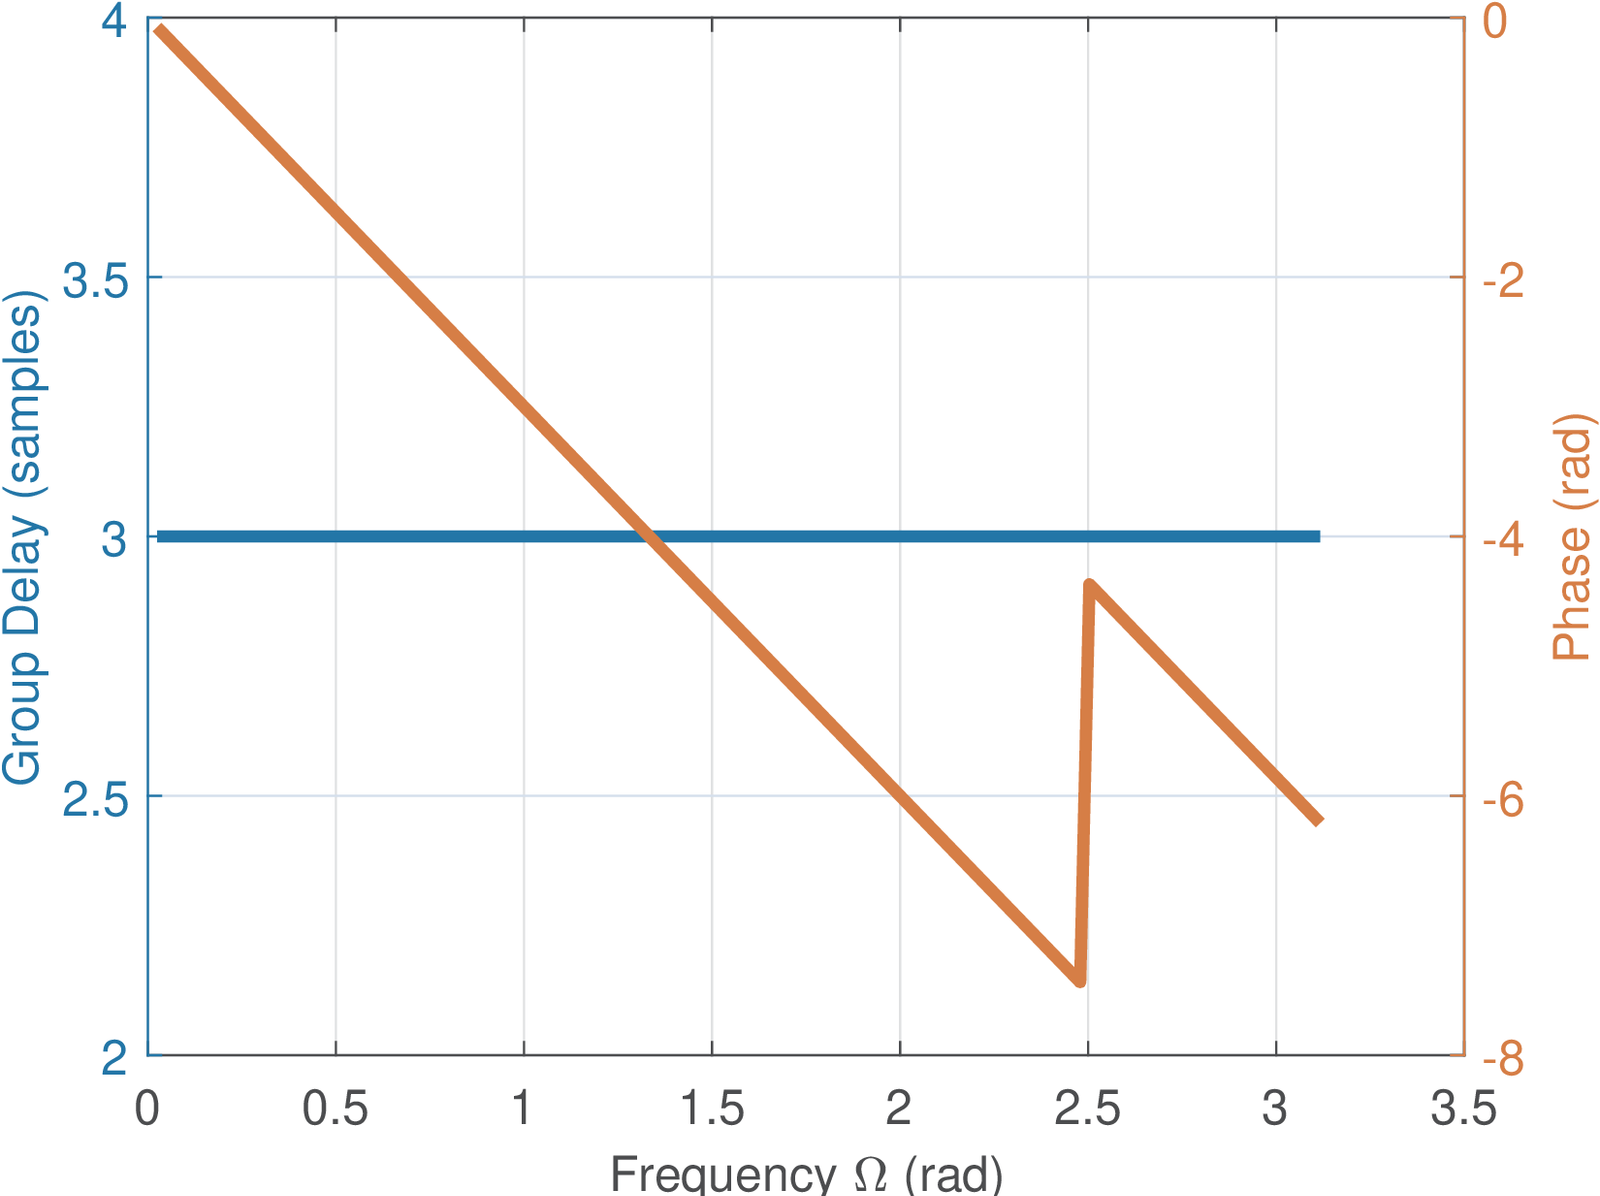 4
3.5
3
2.5
2
Group Delay (samples)
0
-2
-4
-6
-8
Phase (rad)
0 0.5 1 1.5 2 2.5 3 3.5
Frequency Ω (rad)